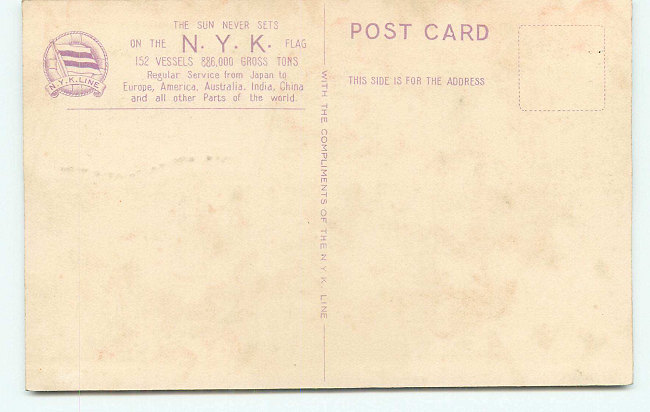 THE SUN NEVER SETS
ON THE N.Y.K. FLAG
152 VESSELS 886,000 GROSS TONS
Regular Service from Japan to
Europe, America, Australia, India, China
and all other Parts of the world.
N.Y.K. LINE
WITH THE COMPLIMENTS OF THE N Y K LINE
POST CARD
THIS SIDE IS FOR THE ADDRESS